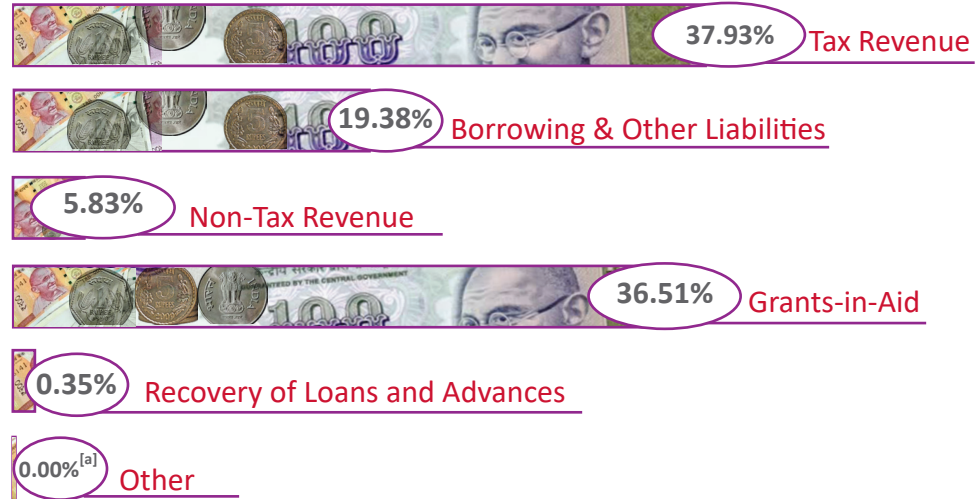 37.93% Tax Revenue
19.38% Borrowing & Other Liabilities
5.83% Non-Tax Revenue
36.51% Grants-in-Aid
0.35% Recovery of Loans and Advances
0.00%[a] Other